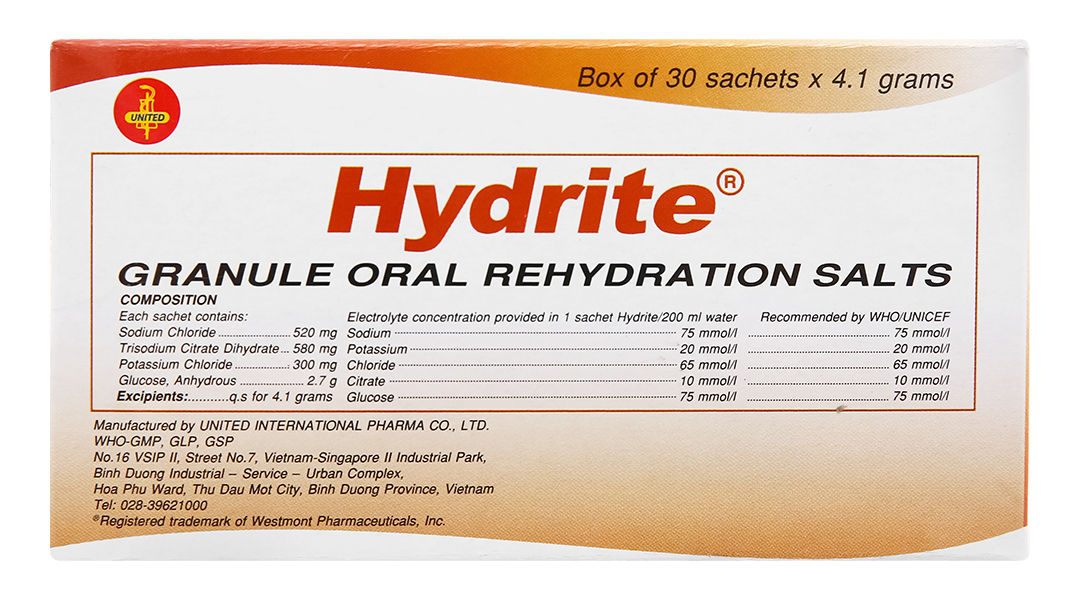 Box of 30 sachets x 4.1 grams
UNITED
Hydrite®
GRANULE ORAL REHYDRATION SALTS
COMPOSITION
Each sachet contains:
Sodium Chloride ........................ 520 mg
Trisodium Citrate Dihydrate ... 580 mg
Potassium Chloride .................. 300 mg
Glucose, Anhydrous ................. 2.7 g
Excipients:..........q.s for 4.1 grams
Electrolyte concentration provided in 1 sachet Hydrite/200 ml water
Sodium ........................ 75 mmol/l
Potassium ........................ 20 mmol/l
Chloride ........................ 65 mmol/l
Citrate ........................ 10 mmol/l
Glucose ........................ 75 mmol/l
Recommended by WHO/UNICEF
........................ 75 mmol/l
........................ 20 mmol/l
........................ 65 mmol/l
........................ 10 mmol/l
........................ 75 mmol/l
Manufactured by UNITED INTERNATIONAL PHARMA CO., LTD.
WHO-GMP, GLP, GSP
No.16 VSIP II, Street No.7, Vietnam-Singapore II Industrial Park,
Binh Duong Industrial – Service – Urban Complex,
Hoa Phu Ward, Thu Dau Mot City, Binh Duong Province, Vietnam
Tel: 028-39621000
®Registered trademark of Westmont Pharmaceuticals, Inc.